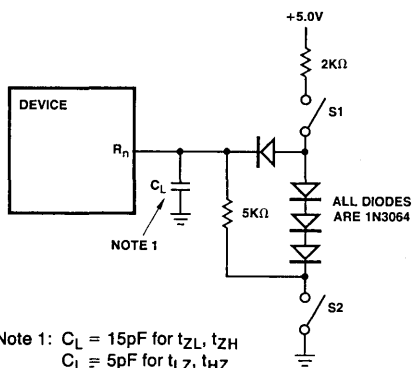 +5.0V
2KΩ
DEVICE
S1
Rn
CL
5KΩ
ALL DIODES
ARE 1N3064
NOTE 1
S2
Note 1: CL = 15pF for tZL, tZH
CL = 5pF for tLZ, tHZ